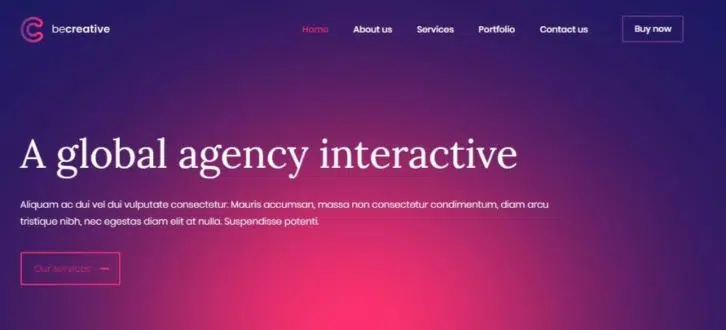 becreative
Home About us Services Portfolio Contact us Buy now
A global agency interactive
Aliquam ac dui vel dui vulputate consectetur. Mauris accumsan, massa non consectetur condimentum, diam arcu
tristique nibh, nec egestas diam elit at nulla. Suspendisse potenti.
Our services